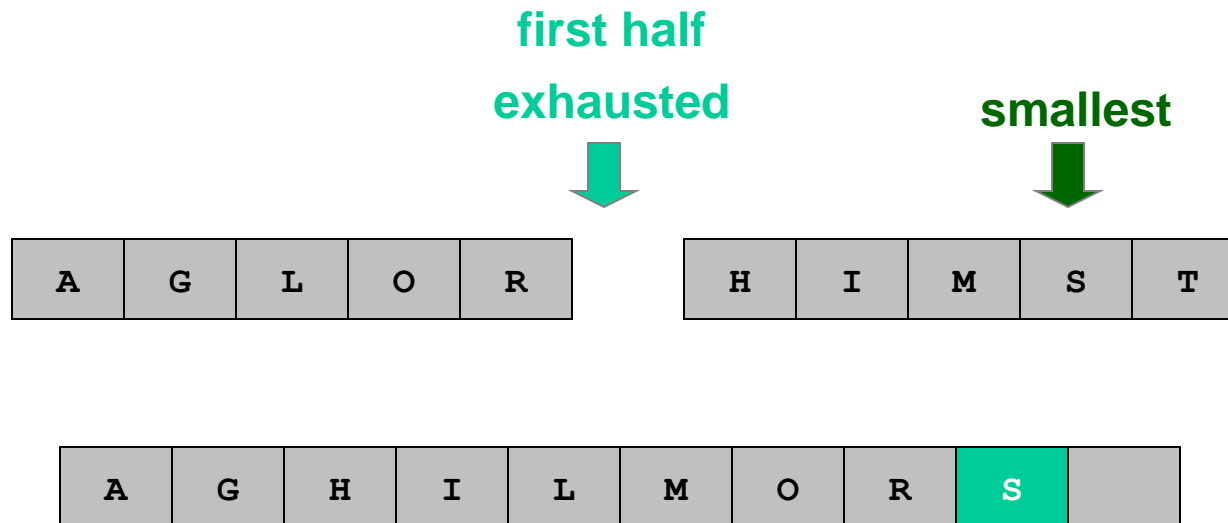 first half
exhausted
smallest
A G L O R H I M S T
A G H I L M O R S